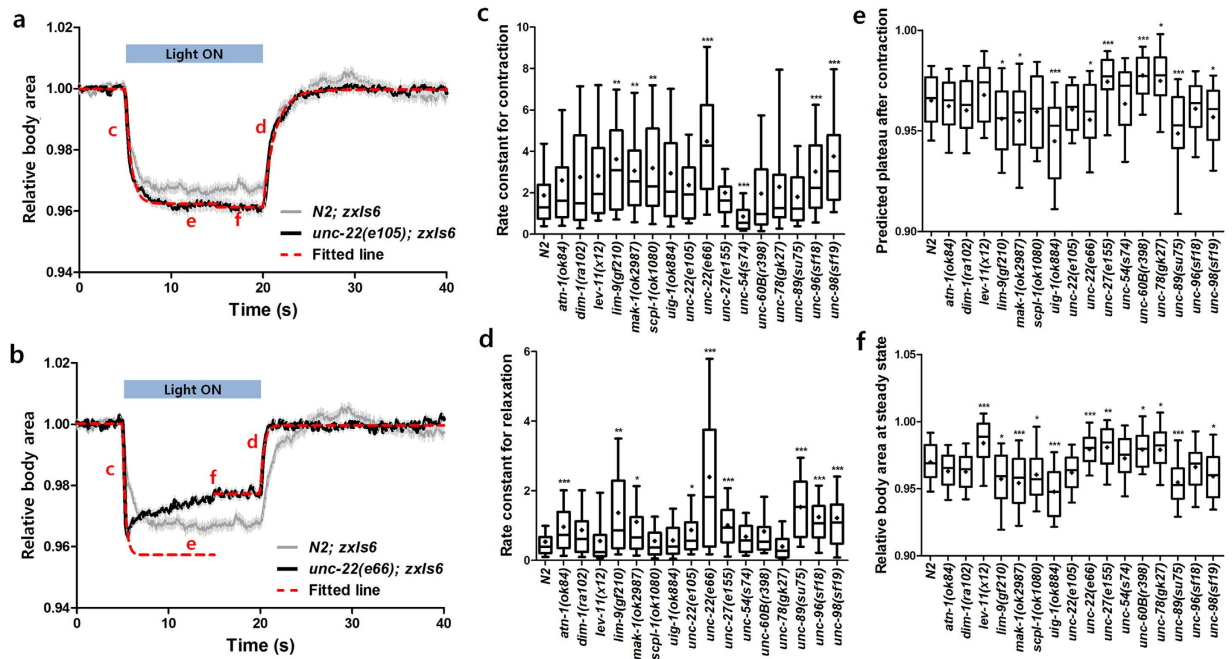 a
1.02
1.00
0.98
0.96
0.94
Relative body area
Light ON
c
d
e
f
N2; zxIs6
unc-22(e105); zxIs6
Fitted line
0
10
20
30
40
Time (s)
b
1.02
1.00
0.98
0.96
0.94
Relative body area
Light ON
c
d
f
e
N2; zxIs6
unc-22(e66); zxIs6
Fitted line
0
10
20
30
40
Time (s)
c
Rate constant for contraction
10
8
6
4
2
0
** ** ** *** *** *** ***
N2
atn-1(ok84)
dim-1(ra102)
lev-11(x12)
lim-9(gf210)
mak-1(ok2987)
scpl-1(ok1080)
uig-1(ok884)
unc-22(e105)
unc-22(e66)
unc-27(e155)
unc-54(s74)
unc-60B(r398)
unc-78(gk27)
unc-89(su75)
unc-96(sf18)
unc-98(sf19)
d
Rate constant for relaxation
6
4
2
0
*** ** * * *** *** *** *** ***
N2
atn-1(ok84)
dim-1(ra102)
lev-11(x12)
lim-9(gf210)
mak-1(ok2987)
scpl-1(ok1080)
uig-1(ok884)
unc-22(e105)
unc-22(e66)
unc-27(e155)
unc-54(s74)
unc-60B(r398)
unc-78(gk27)
unc-89(su75)
unc-96(sf18)
unc-98(sf19)
e
Predicted plateau after contraction
1.00
0.95
0.90
* * *** * *** *** * *** *
N2
atn-1(ok84)
dim-1(ra102)
lev-11(x12)
lim-9(gf210)
mak-1(ok2987)
scpl-1(ok1080)
uig-1(ok884)
unc-22(e105)
unc-22(e66)
unc-27(e155)
unc-54(s74)
unc-60B(r398)
unc-78(gk27)
unc-89(su75)
unc-96(sf18)
unc-98(sf19)
f
Relative body area at steady state
1.05
1.00
0.95
0.90
*** * *** * *** *** ** * * *** *
N2
atn-1(ok84)
dim-1(ra102)
lev-11(x12)
lim-9(gf210)
mak-1(ok2987)
scpl-1(ok1080)
uig-1(ok884)
unc-22(e105)
unc-22(e66)
unc-27(e155)
unc-54(s74)
unc-60B(r398)
unc-78(gk27)
unc-89(su75)
unc-96(sf18)
unc-98(sf19)